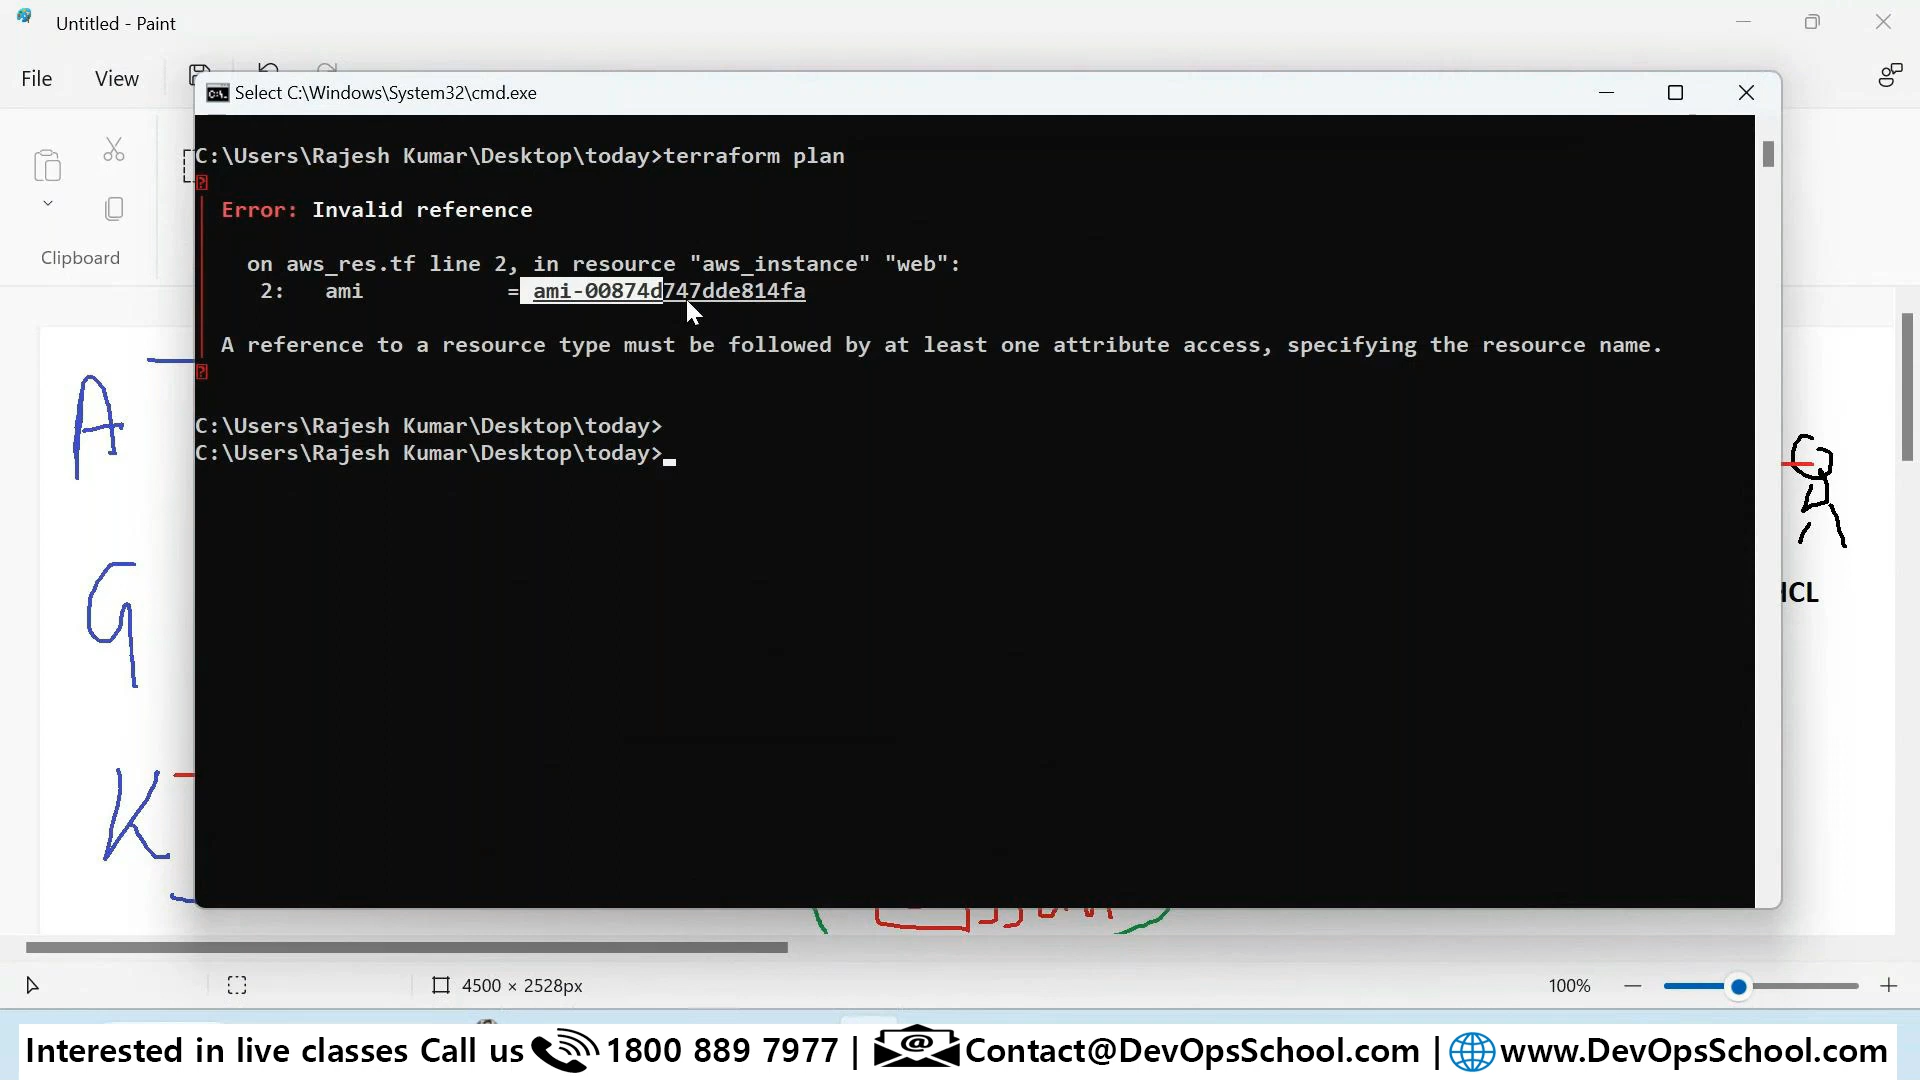 Untitled - Paint
File View
Select C:\Windows\System32\cmd.exe
C:\Users\Rajesh Kumar\Desktop\today>terraform plan
Error: Invalid reference
on aws_res.tf line 2, in resource "aws_instance" "web":
2:   ami           = ami-00874d747dde814fa
A reference to a resource type must be followed by at least one attribute access, specifying the resource name.
C:\Users\Rajesh Kumar\Desktop\today>
C:\Users\Rajesh Kumar\Desktop\today>
Clipboard
A
G
K
4500 × 2528px
100%
Interested in live classes Call us 1800 889 7977 | Contact@DevOpsSchool.com | www.DevOpsSchool.com